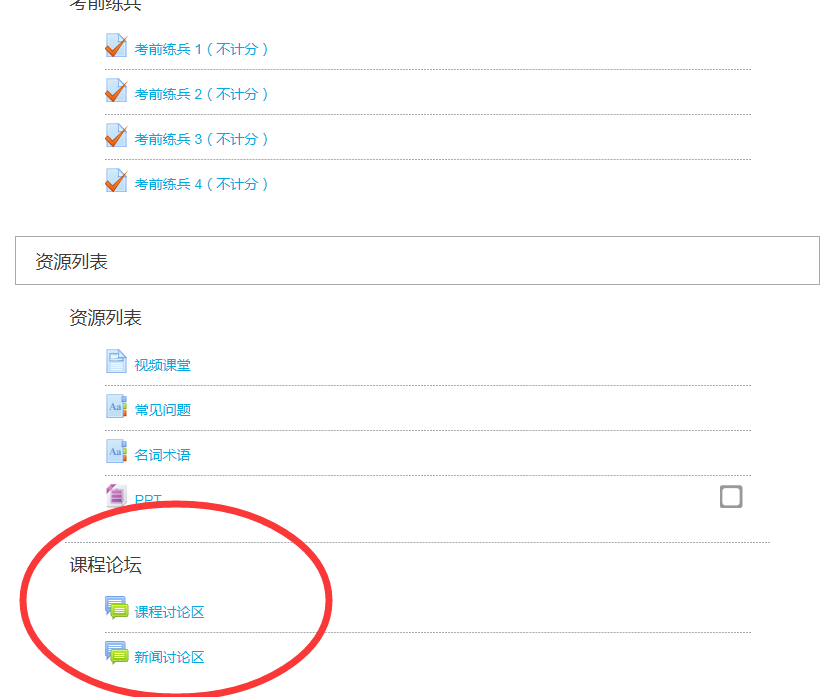 考前练兵
考前练兵 1（不计分）
考前练兵 2（不计分）
考前练兵 3（不计分）
考前练兵 4（不计分）
资源列表
资源列表
视频课堂
Aa 常见问题
Aa 名词术语
PPT
课程论坛
课程讨论区
新闻讨论区